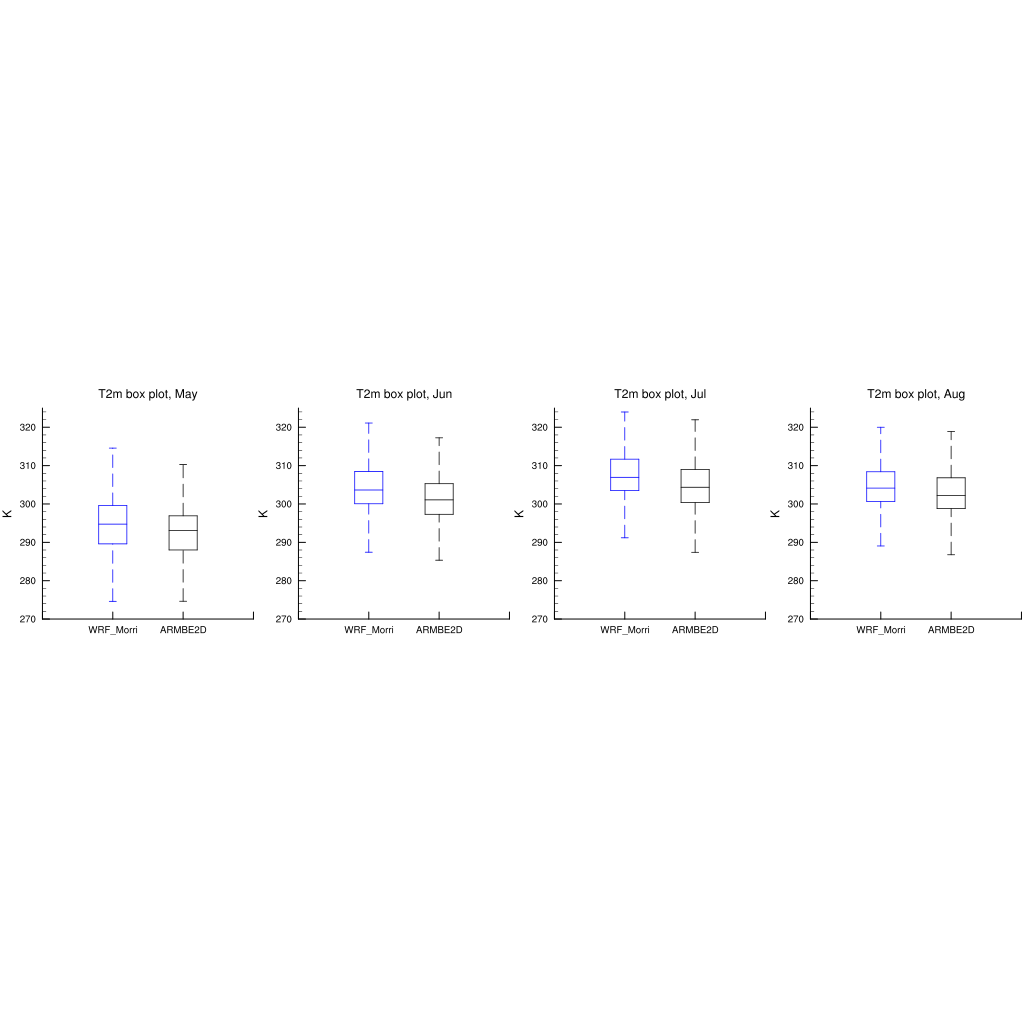 T2m box plot, May
320
310
300
290
280
270
K
WRF_Morri ARMBE2D
T2m box plot, Jun
320
310
300
290
280
270
K
WRF_Morri ARMBE2D
T2m box plot, Jul
320
310
300
290
280
270
K
WRF_Morri ARMBE2D
T2m box plot, Aug
320
310
300
290
280
270
K
WRF_Morri ARMBE2D